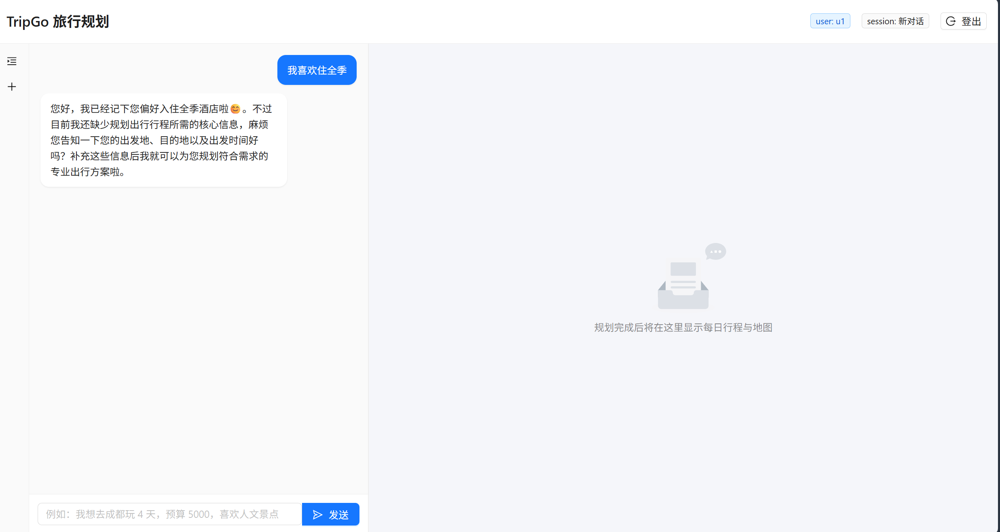 TripGo 旅行规划
user: u1
session: 新对话
登出
我喜欢住全季
您好，我已经记下您偏好入住全季酒店啦😊。不过
目前我还缺少规划出行行程所需的核心信息，麻烦
您告知一下您的出发地、目的地以及出发时间好
吗？补充这些信息后我就可以为您规划符合需求的
专业出行方案啦。
规划完成后将在这里显示每日行程与地图
例如：我想去成都玩 4 天，预算 5000，喜欢人文景点
发送